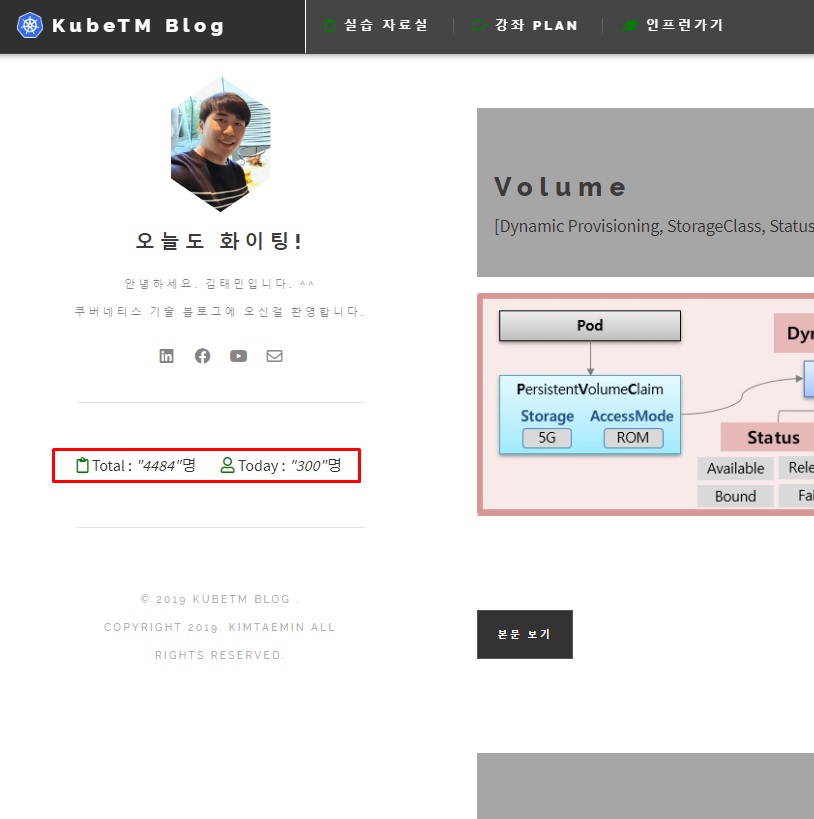 KubeTM Blog
실습 자료실
강좌 PLAN
인프런가기
오늘도 화이팅!
안녕하세요. 김태민입니다. ^^
쿠버네티스 기술 블로그에 오신걸 환영합니다.
Total : "4484"명 Today : "300"명
© 2019 KUBETM BLOG .
COPYRIGHT 2019. KIMTAEMIN ALL
RIGHTS RESERVED.
Volume
[Dynamic Provisioning, StorageClass, Status
Pod
PersistentVolumeClaim
Storage AccessMode
5G ROM
Dyn
Status
Available Rele
Bound Fai
본문 보기